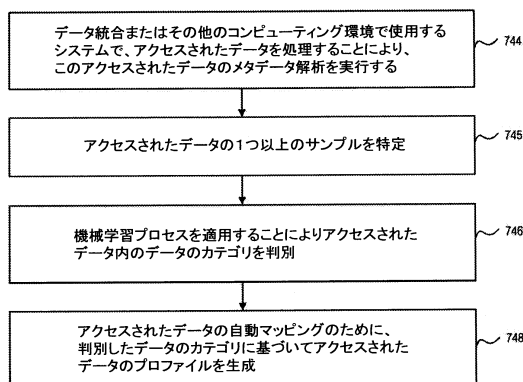 データ統合またはその他のコンピューティング環境で使用する
システムで、アクセスされたデータを処理することにより、
このアクセスされたデータのメタデータ解析を実行する
744
アクセスされたデータの1つ以上のサンプルを特定
745
機械学習プロセスを適用することによりアクセスされた
データ内のデータのカテゴリを判別
746
アクセスされたデータの自動マッピングのために、
判別したデータのカテゴリに基づいてアクセスされた
データのプロファイルを生成
748